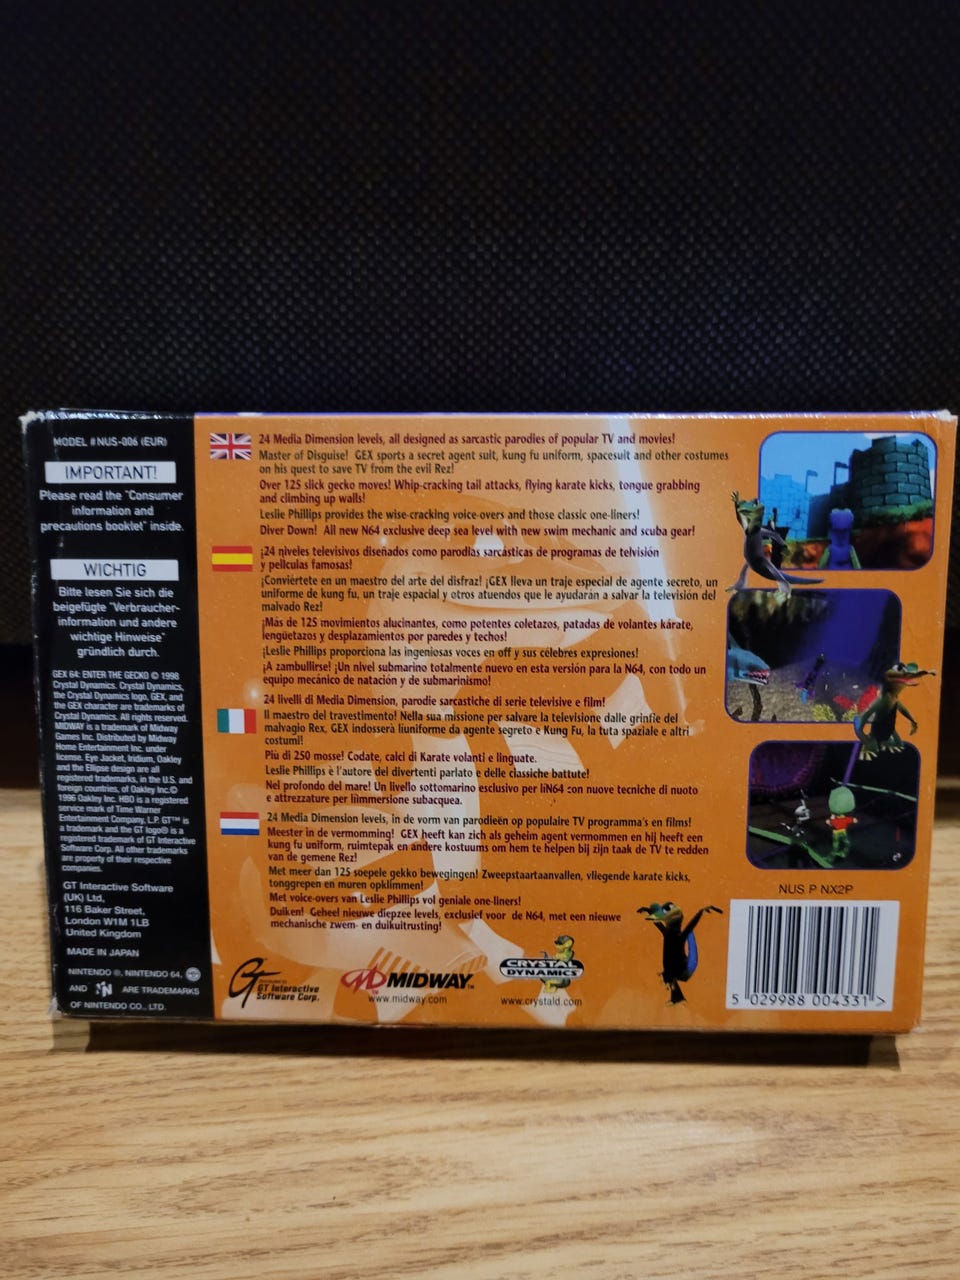 MODEL #NUS-006 (EUR)
IMPORTANT!
Please read the "Consumer
information and
precautions booklet" inside.
WICHTIG
Bitte lesen Sie sich die
beigefügte "Verbraucher-
information und andere
wichtige Hinweise"
gründlich durch.
GEX 64: ENTER THE GECKO © 1998
Crystal Dynamics. Crystal Dynamics,
the Crystal Dynamics logo, GEX, and
the GEX character are trademarks of
Crystal Dynamics. All rights reserved.
MIDWAY is a trademark of Midway
Games Inc. Distributed by Midway
Home Entertainment Inc. under
license. Eye Jacket, Iridium, Oakley
and the Ellipse design are all
registered trademarks, in the U.S. and
foreign countries, of Oakley Inc.©
1996 Oakley Inc. HBO is a registered
service mark of Time Warner
Entertainment Company, L.P. GT™ is
a trademark and the GT logo® is a
registered trademark of GT Interactive
Software Corp. All other trademarks
are property of their respective
companies.
GT Interactive Software
(UK) Ltd,
116 Baker Street,
London W1M 1LB
United Kingdom
MADE IN JAPAN
NINTENDO ®, NINTENDO 64,
AND N ARE TRADEMARKS
OF NINTENDO CO., LTD.
24 Media Dimension levels, all designed as sarcastic parodies of popular TV and movies!
Master of Disguise! GEX sports a secret agent suit, kung fu uniform, spacesuit and other costumes
on his quest to save TV from the evil Rez!
Over 125 slick gecko moves! Whip-cracking tail attacks, flying karate kicks, tongue grabbing
and climbing up walls!
Leslie Phillips provides the wise-cracking voice-overs and those classic one-liners!
Diver Down! All new N64 exclusive deep sea level with new swim mechanic and scuba gear!
¡24 niveles televisivos diseñados como parodias sarcásticas de programas de telvisión
y películas famosas!
¡Conviértete en un maestro del arte del disfraz! ¡GEX lleva un traje especial de agente secreto, un
uniforme de kung fu, un traje espacial y otros atuendos que le ayudarán a salvar la televisión del
malvado Rez!
¡Más de 125 movimientos alucinantes, como potentes coletazos, patadas de volantes kárate,
lengüetazos y desplazamientos por paredes y techos!
¡Leslie Phillips proporciona las ingeniosas voces en off y sus célebres expresiones!
¡A zambullirse! ¡Un nivel submarino totalmente nuevo en esta versión para la N64, con todo un
equipo mecánico de natación y de submarinismo!
24 livelli di Media Dimension, parodie sarcastiche di serie televisive e film!
Il maestro del travestimento! Nella sua missione per salvare la televisione dalle grinfie del
malvagio Rex, GEX indosserà liuniforme da agente segreto e Kung Fu, la tuta spaziale e altri
costumi!
Più di 250 mosse! Codate, calci di Karate volanti e linguate.
Leslie Phillips è l'autore del divertenti parlato e delle classiche battute!
Nel profondo del mare! Un livello sottomarino esclusivo per liN64 con nuove tecniche di nuoto
e attrezzature per liimmersione subacquea.
24 Media Dimension levels, in de vorm van parodieën op populaire TV programma's en films!
Meester in de vermomming! GEX heeft kan zich als geheim agent vermommen en hij heeft een
kung fu uniform, ruimtepak en andere kostuums om hem te helpen bij zijn taak de TV te redden
van de gemene Rez!
Met meer dan 125 soepele gekko bewegingen! Zweepstaartaanvallen, vliegende karate kicks,
tonggrepen en muren opklimmen!
Met voice-overs van Leslie Phillips vol geniale one-liners!
Duiken! Geheel nieuwe diepzee levels, exclusief voor de N64, met een nieuwe
mechanische zwem- en duikuitrusting!
GT
GT Interactive
Software Corp.
MIDWAY™
www.midway.com
CRYSTAL
DYNAMICS
www.crystald.com
NUS P NX2P
5 029988 004331 >